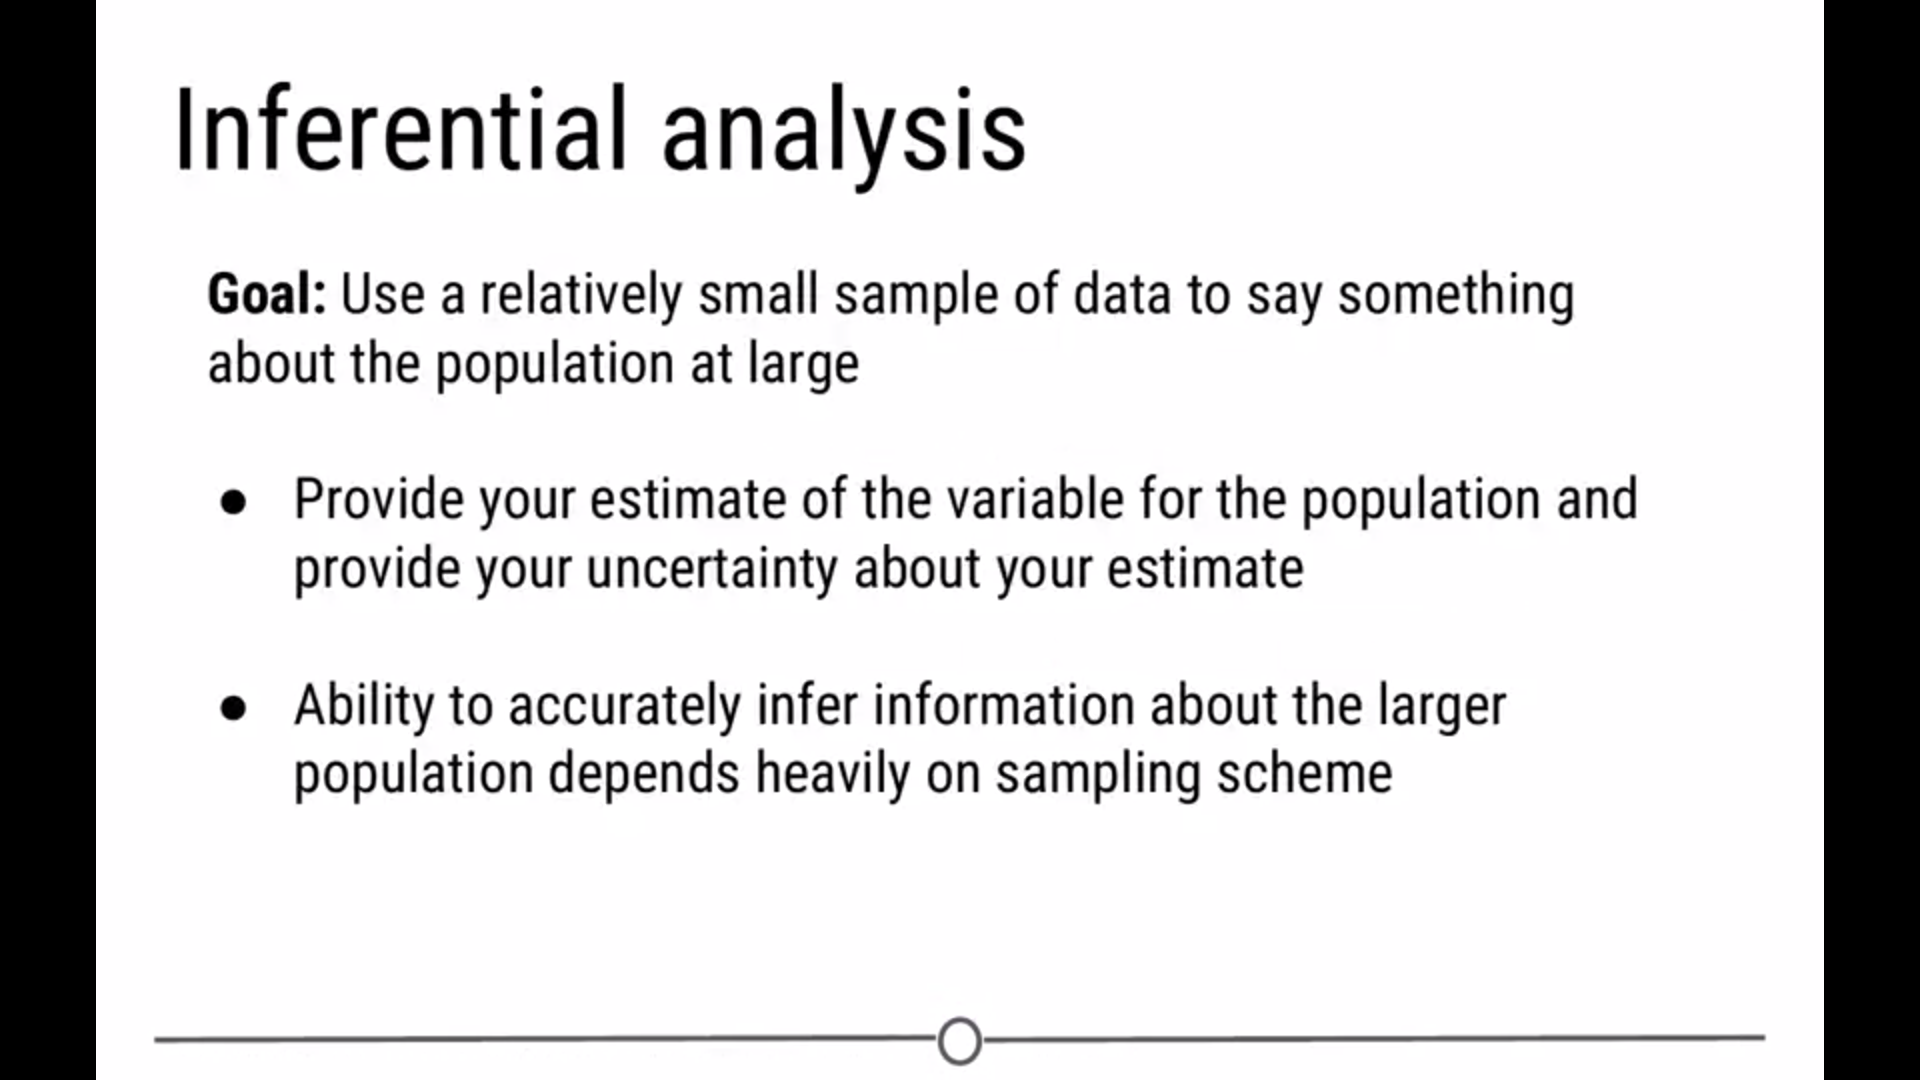 Inferential analysis
Goal: Use a relatively small sample of data to say something
about the population at large
● Provide your estimate of the variable for the population and
provide your uncertainty about your estimate
● Ability to accurately infer information about the larger
population depends heavily on sampling scheme